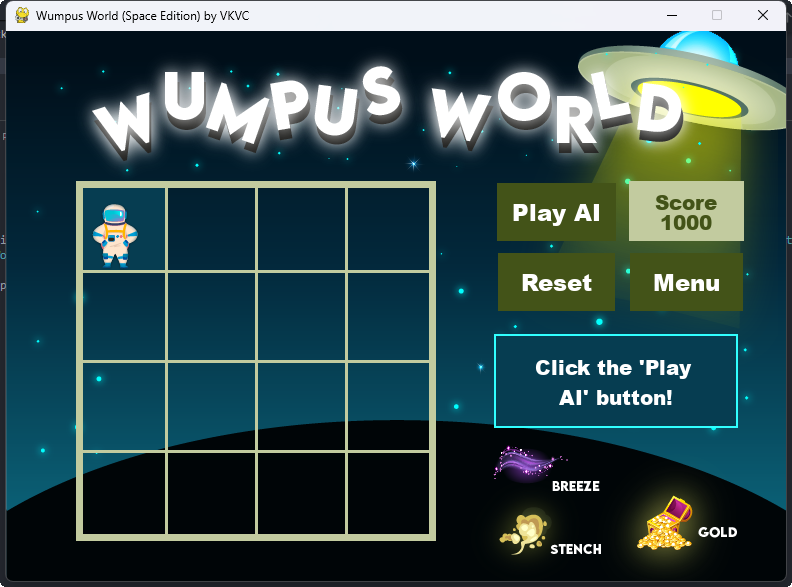 Wumpus World (Space Edition) by VKVC
WUMPUS WORLD
Play AI
Score
1000
Reset
Menu
Click the 'Play
AI' button!
BREEZE
STENCH
GOLD